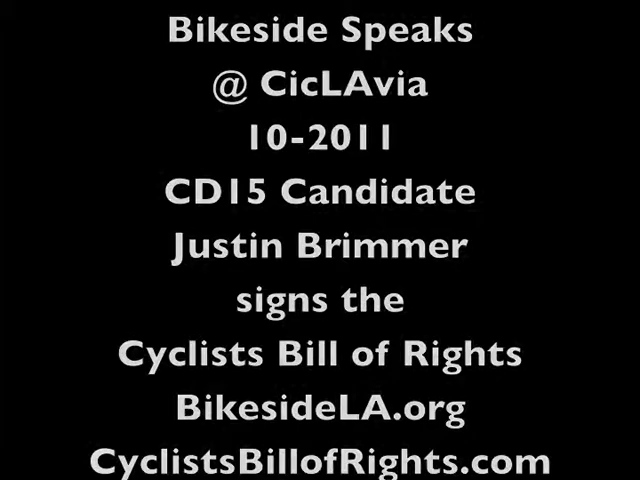 Bikeside Speaks
@ CicLAvia
10-2011
CD15 Candidate
Justin Brimmer
signs the
Cyclists Bill of Rights
BikesideLA.org
CyclistsBillofRights.com